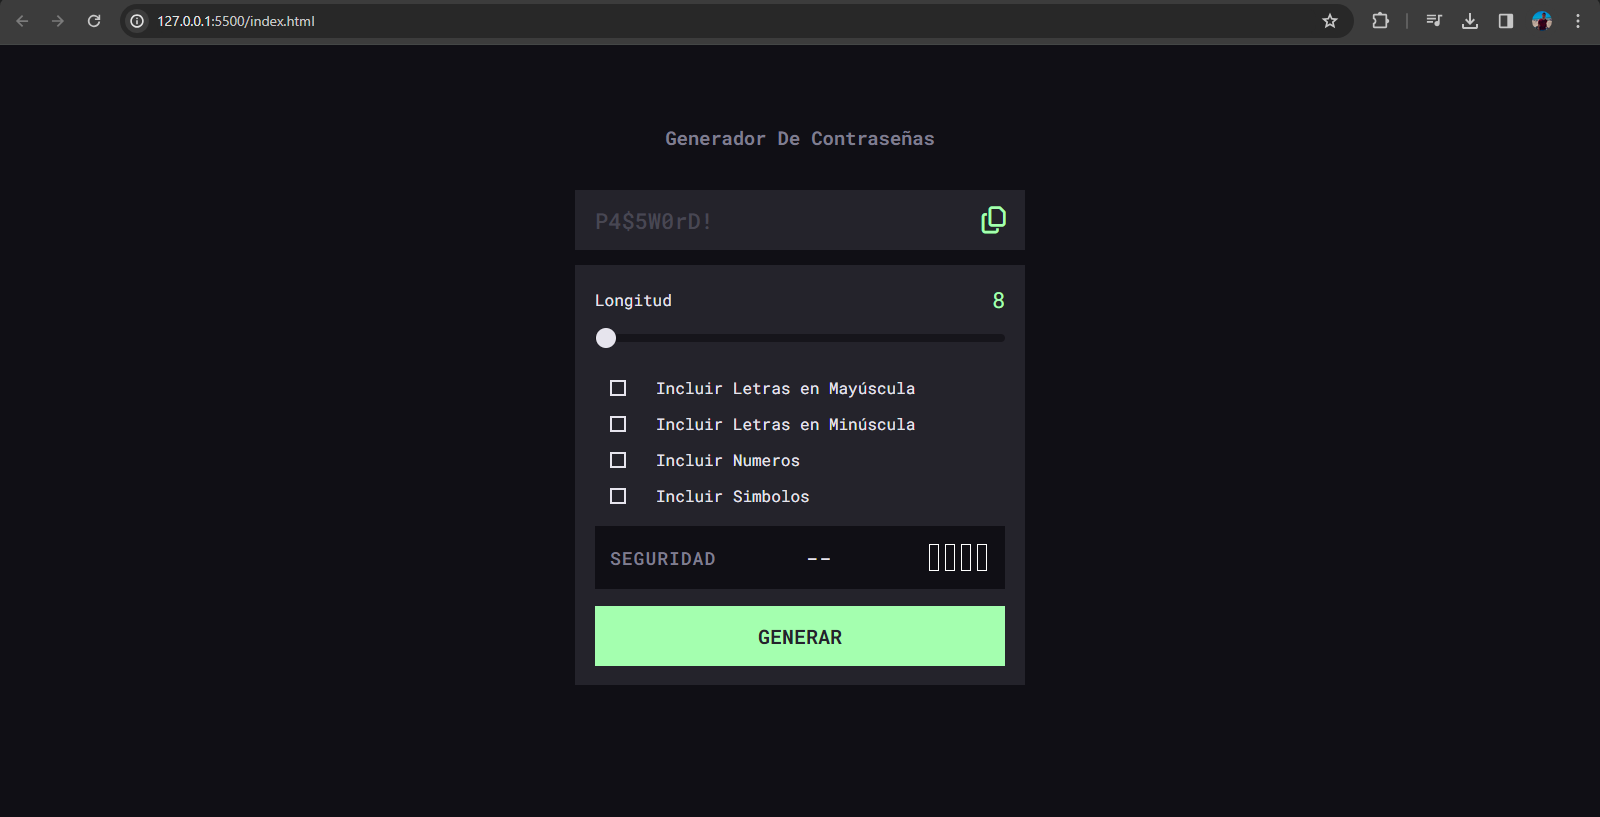 127.0.0.1:5500/index.html
Generador De Contraseñas
P4$5W0rD!
Longitud 8
Incluir Letras en Mayúscula
Incluir Letras en Minúscula
Incluir Numeros
Incluir Simbolos
SEGURIDAD --
GENERAR